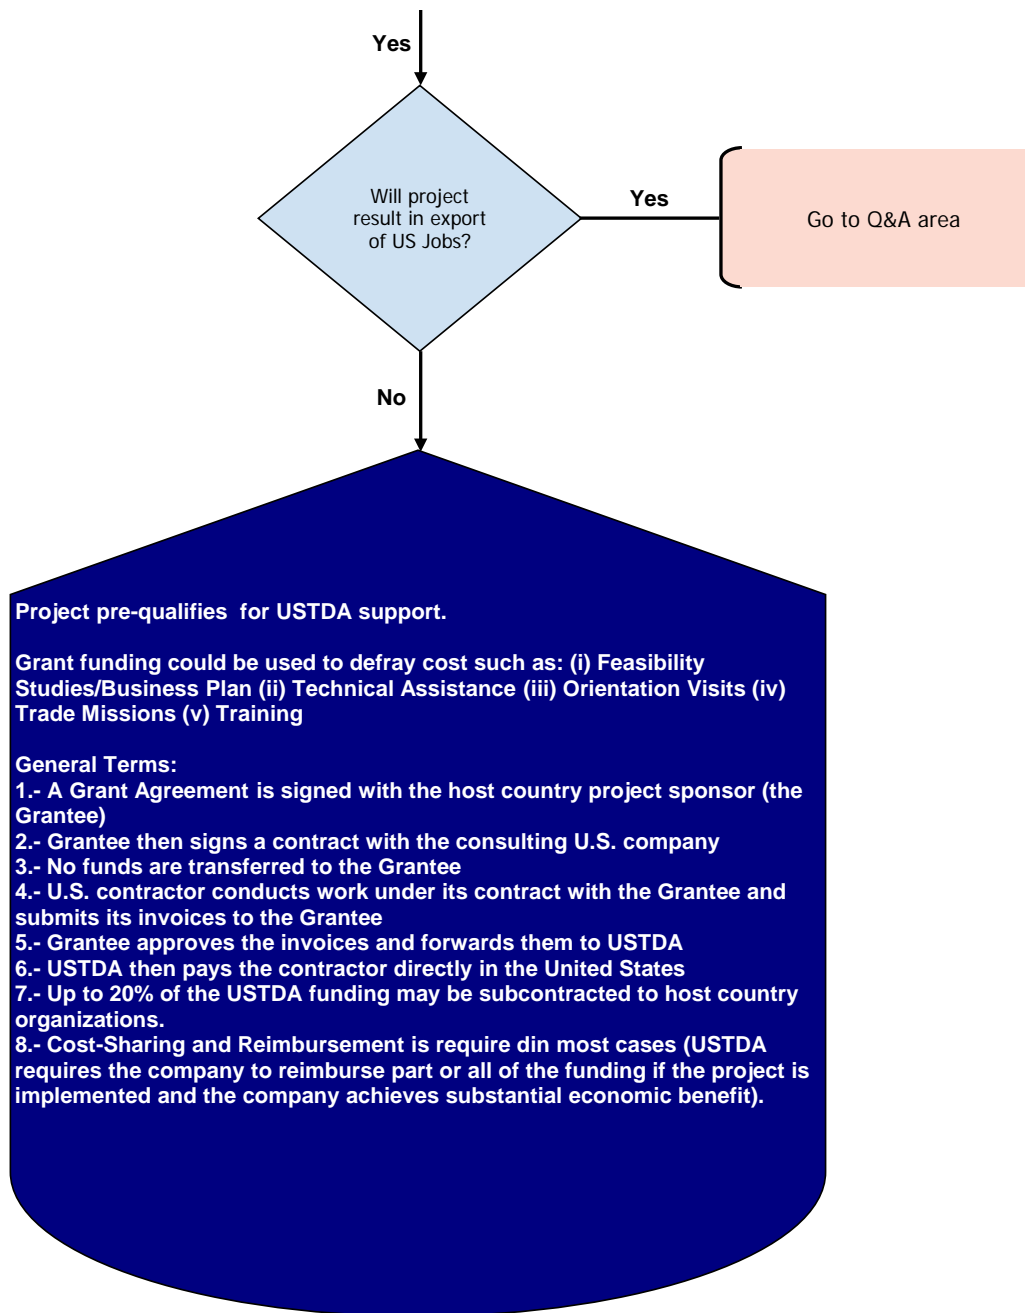 Yes
Will project
result in export
of US Jobs?
Yes
Go to Q&A area
No
Project pre-qualifies  for USTDA support.
Grant funding could be used to defray cost such as: (i) Feasibility
Studies/Business Plan (ii) Technical Assistance (iii) Orientation Visits (iv)
Trade Missions (v) Training
General Terms:
1.- A Grant Agreement is signed with the host country project sponsor (the
Grantee)
2.- Grantee then signs a contract with the consulting U.S. company
3.- No funds are transferred to the Grantee
4.- U.S. contractor conducts work under its contract with the Grantee and
submits its invoices to the Grantee
5.- Grantee approves the invoices and forwards them to USTDA
6.- USTDA then pays the contractor directly in the United States
7.- Up to 20% of the USTDA funding may be subcontracted to host country
organizations.
8.- Cost-Sharing and Reimbursement is require din most cases (USTDA
requires the company to reimburse part or all of the funding if the project is
implemented and the company achieves substantial economic benefit).